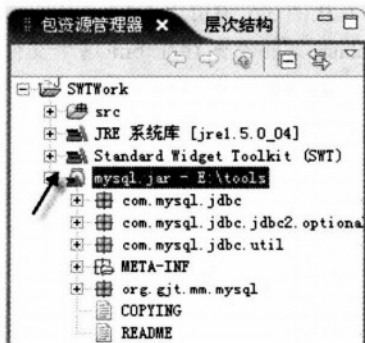 包资源管理器 层次结构
SWTWork
src
JRE 系统库 [jre1.5.0_04]
Standard Widget Toolkit (SWT)
mysql.jar - E:\tools
com.mysql.jdbc
com.mysql.jdbc.jdbc2.optiona
com.mysql.jdbc.util
META-INF
org.gjt.mm.mysql
COPYING
README